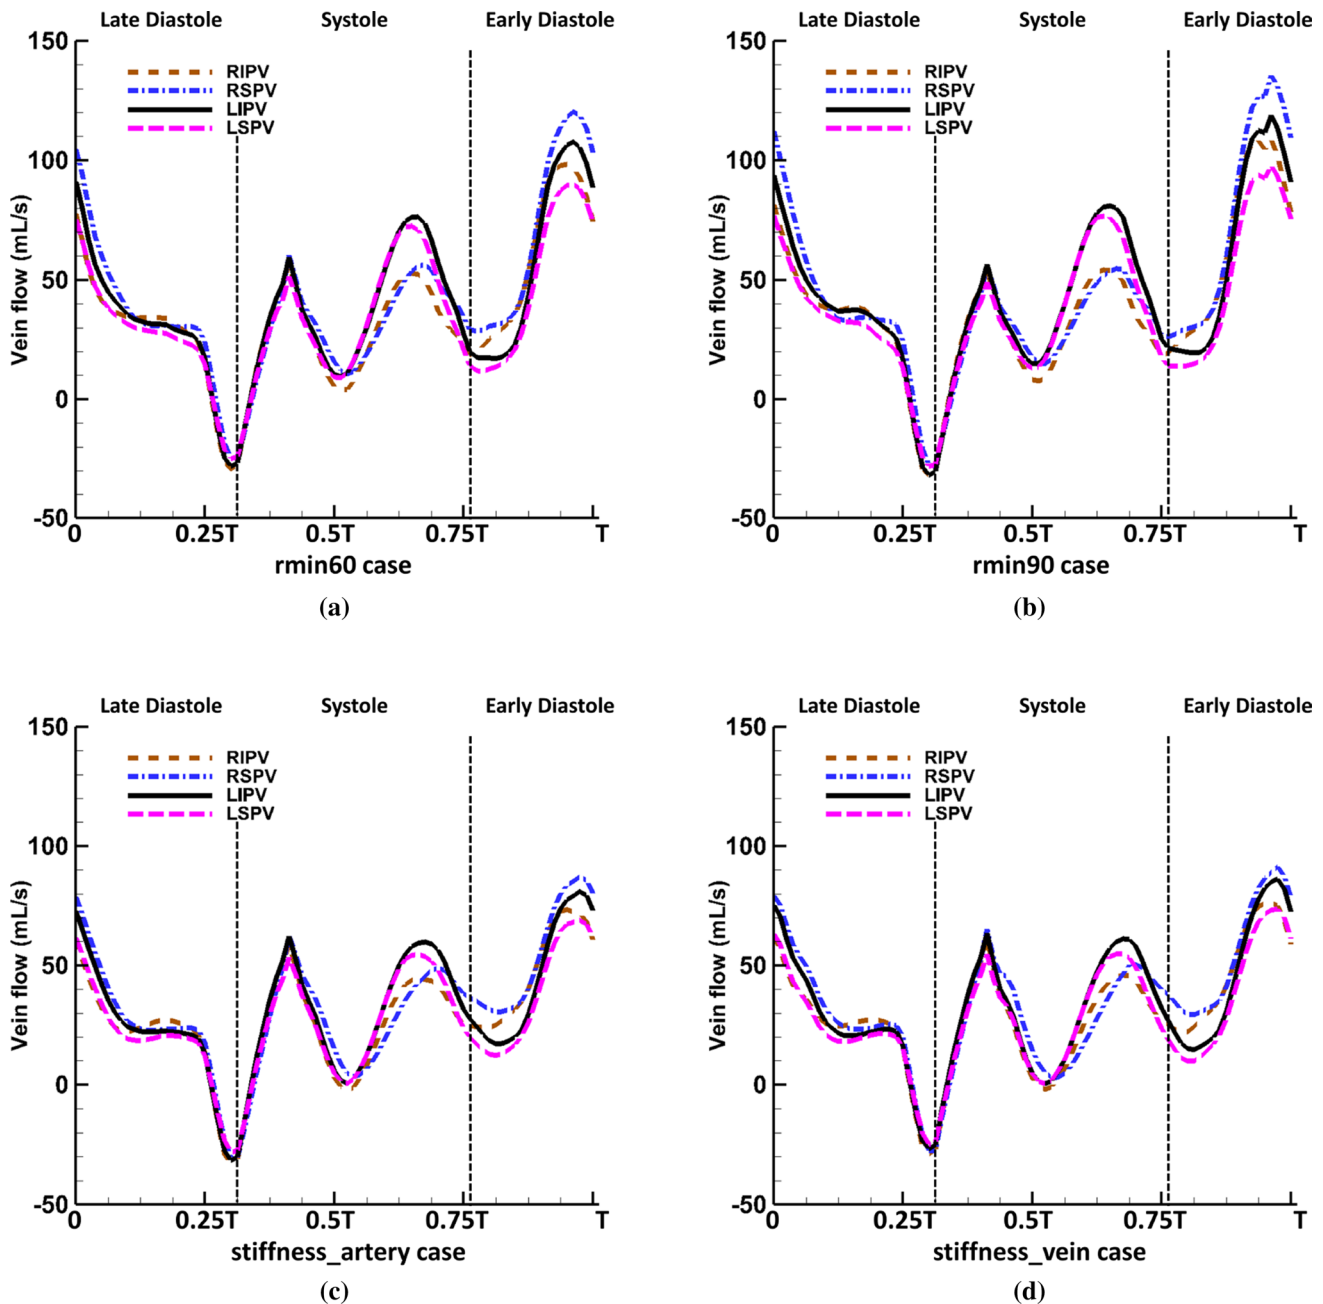 Late Diastole Systole Early Diastole
150
RIPV
RSPV
LIPV
LSPV
100
50
0
-50
Vein flow (mL/s)
0 0.25T 0.5T 0.75T T
rmin60 case
(a)
Late Diastole Systole Early Diastole
150
RIPV
RSPV
LIPV
LSPV
100
50
0
-50
Vein flow (mL/s)
0 0.25T 0.5T 0.75T T
rmin90 case
(b)
Late Diastole Systole Early Diastole
150
RIPV
RSPV
LIPV
LSPV
100
50
0
-50
Vein flow (mL/s)
0 0.25T 0.5T 0.75T T
stiffness_artery case
(c)
Late Diastole Systole Early Diastole
150
RIPV
RSPV
LIPV
LSPV
100
50
0
-50
Vein flow (mL/s)
0 0.25T 0.5T 0.75T T
stiffness_vein case
(d)